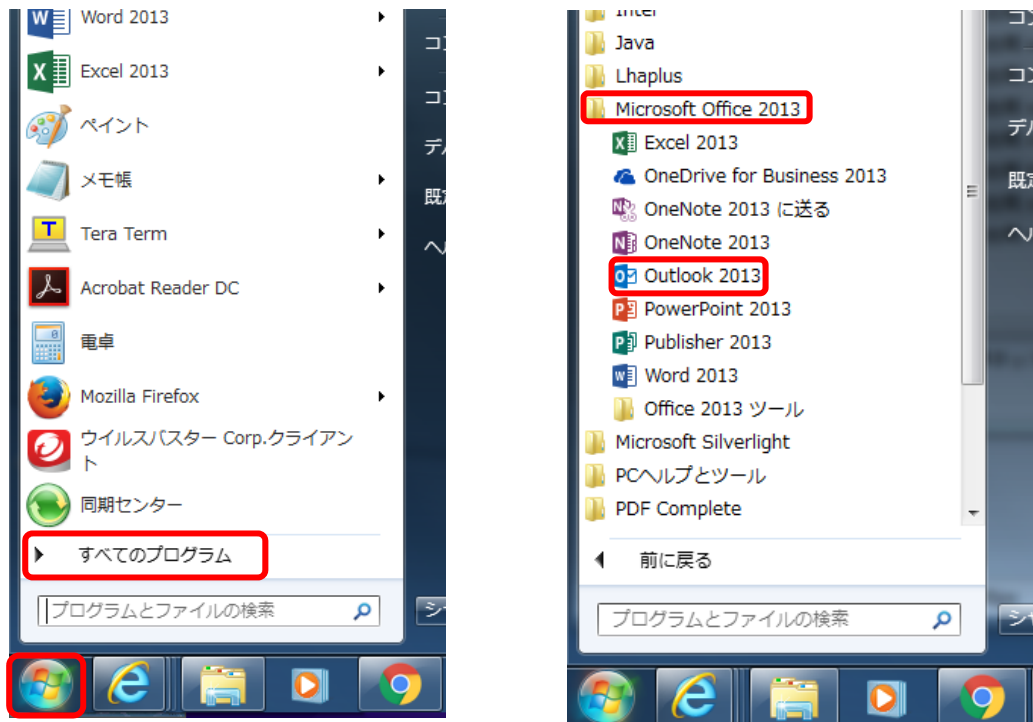 Word 2013
Excel 2013
ペイント
メモ帳
Tera Term
Acrobat Reader DC
電卓
Mozilla Firefox
ウイルスバスター Corp.クライアン
ト
同期センター
すべてのプログラム
プログラムとファイルの検索
Java
Lhaplus
Microsoft Office 2013
Excel 2013
OneDrive for Business 2013
OneNote 2013 に送る
OneNote 2013
Outlook 2013
PowerPoint 2013
Publisher 2013
Word 2013
Office 2013 ツール
Microsoft Silverlight
PCヘルプとツール
PDF Complete
前に戻る
プログラムとファイルの検索